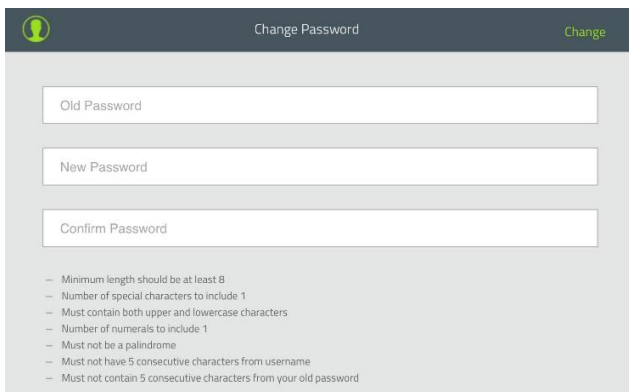 Change Password
Change
Old Password
New Password
Confirm Password
– Minimum length should be at least 8
– Number of special characters to include 1
– Must contain both upper and lowercase characters
– Number of numerals to include 1
– Must not be a palindrome
– Must not have 5 consecutive characters from username
– Must not contain 5 consecutive characters from your old password